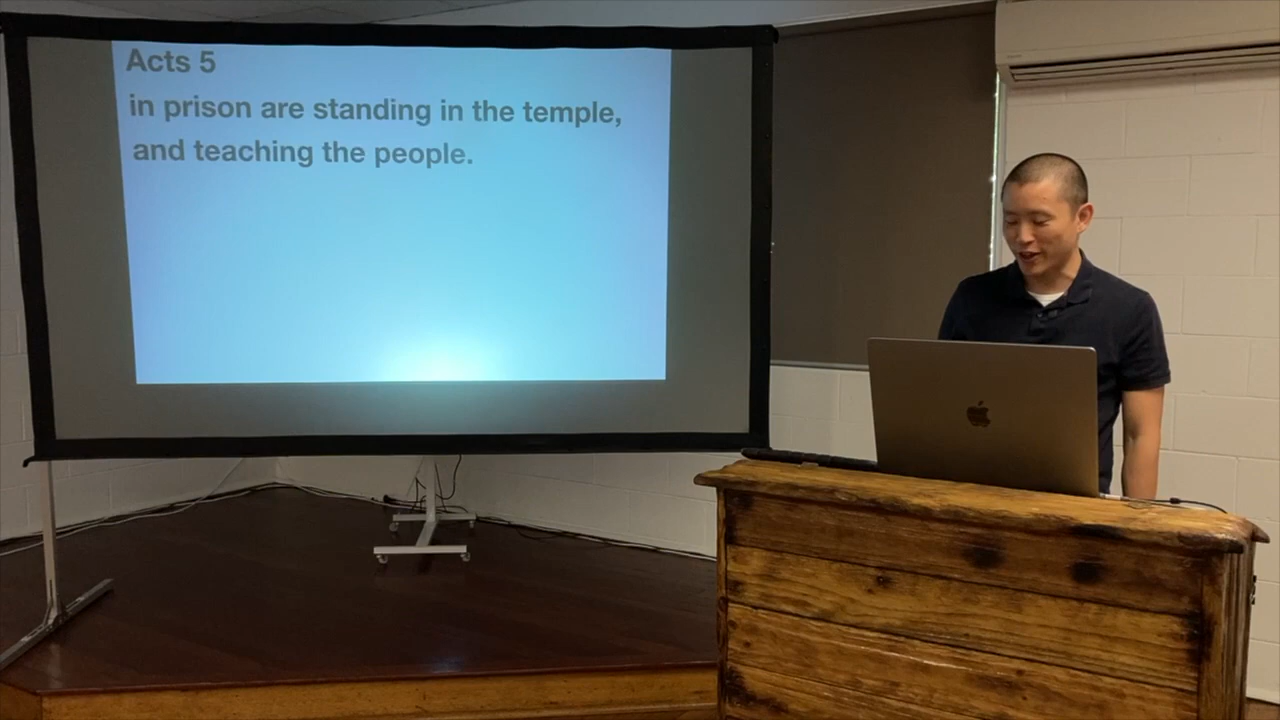 Acts 5
in prison are standing in the temple,
and teaching the people.